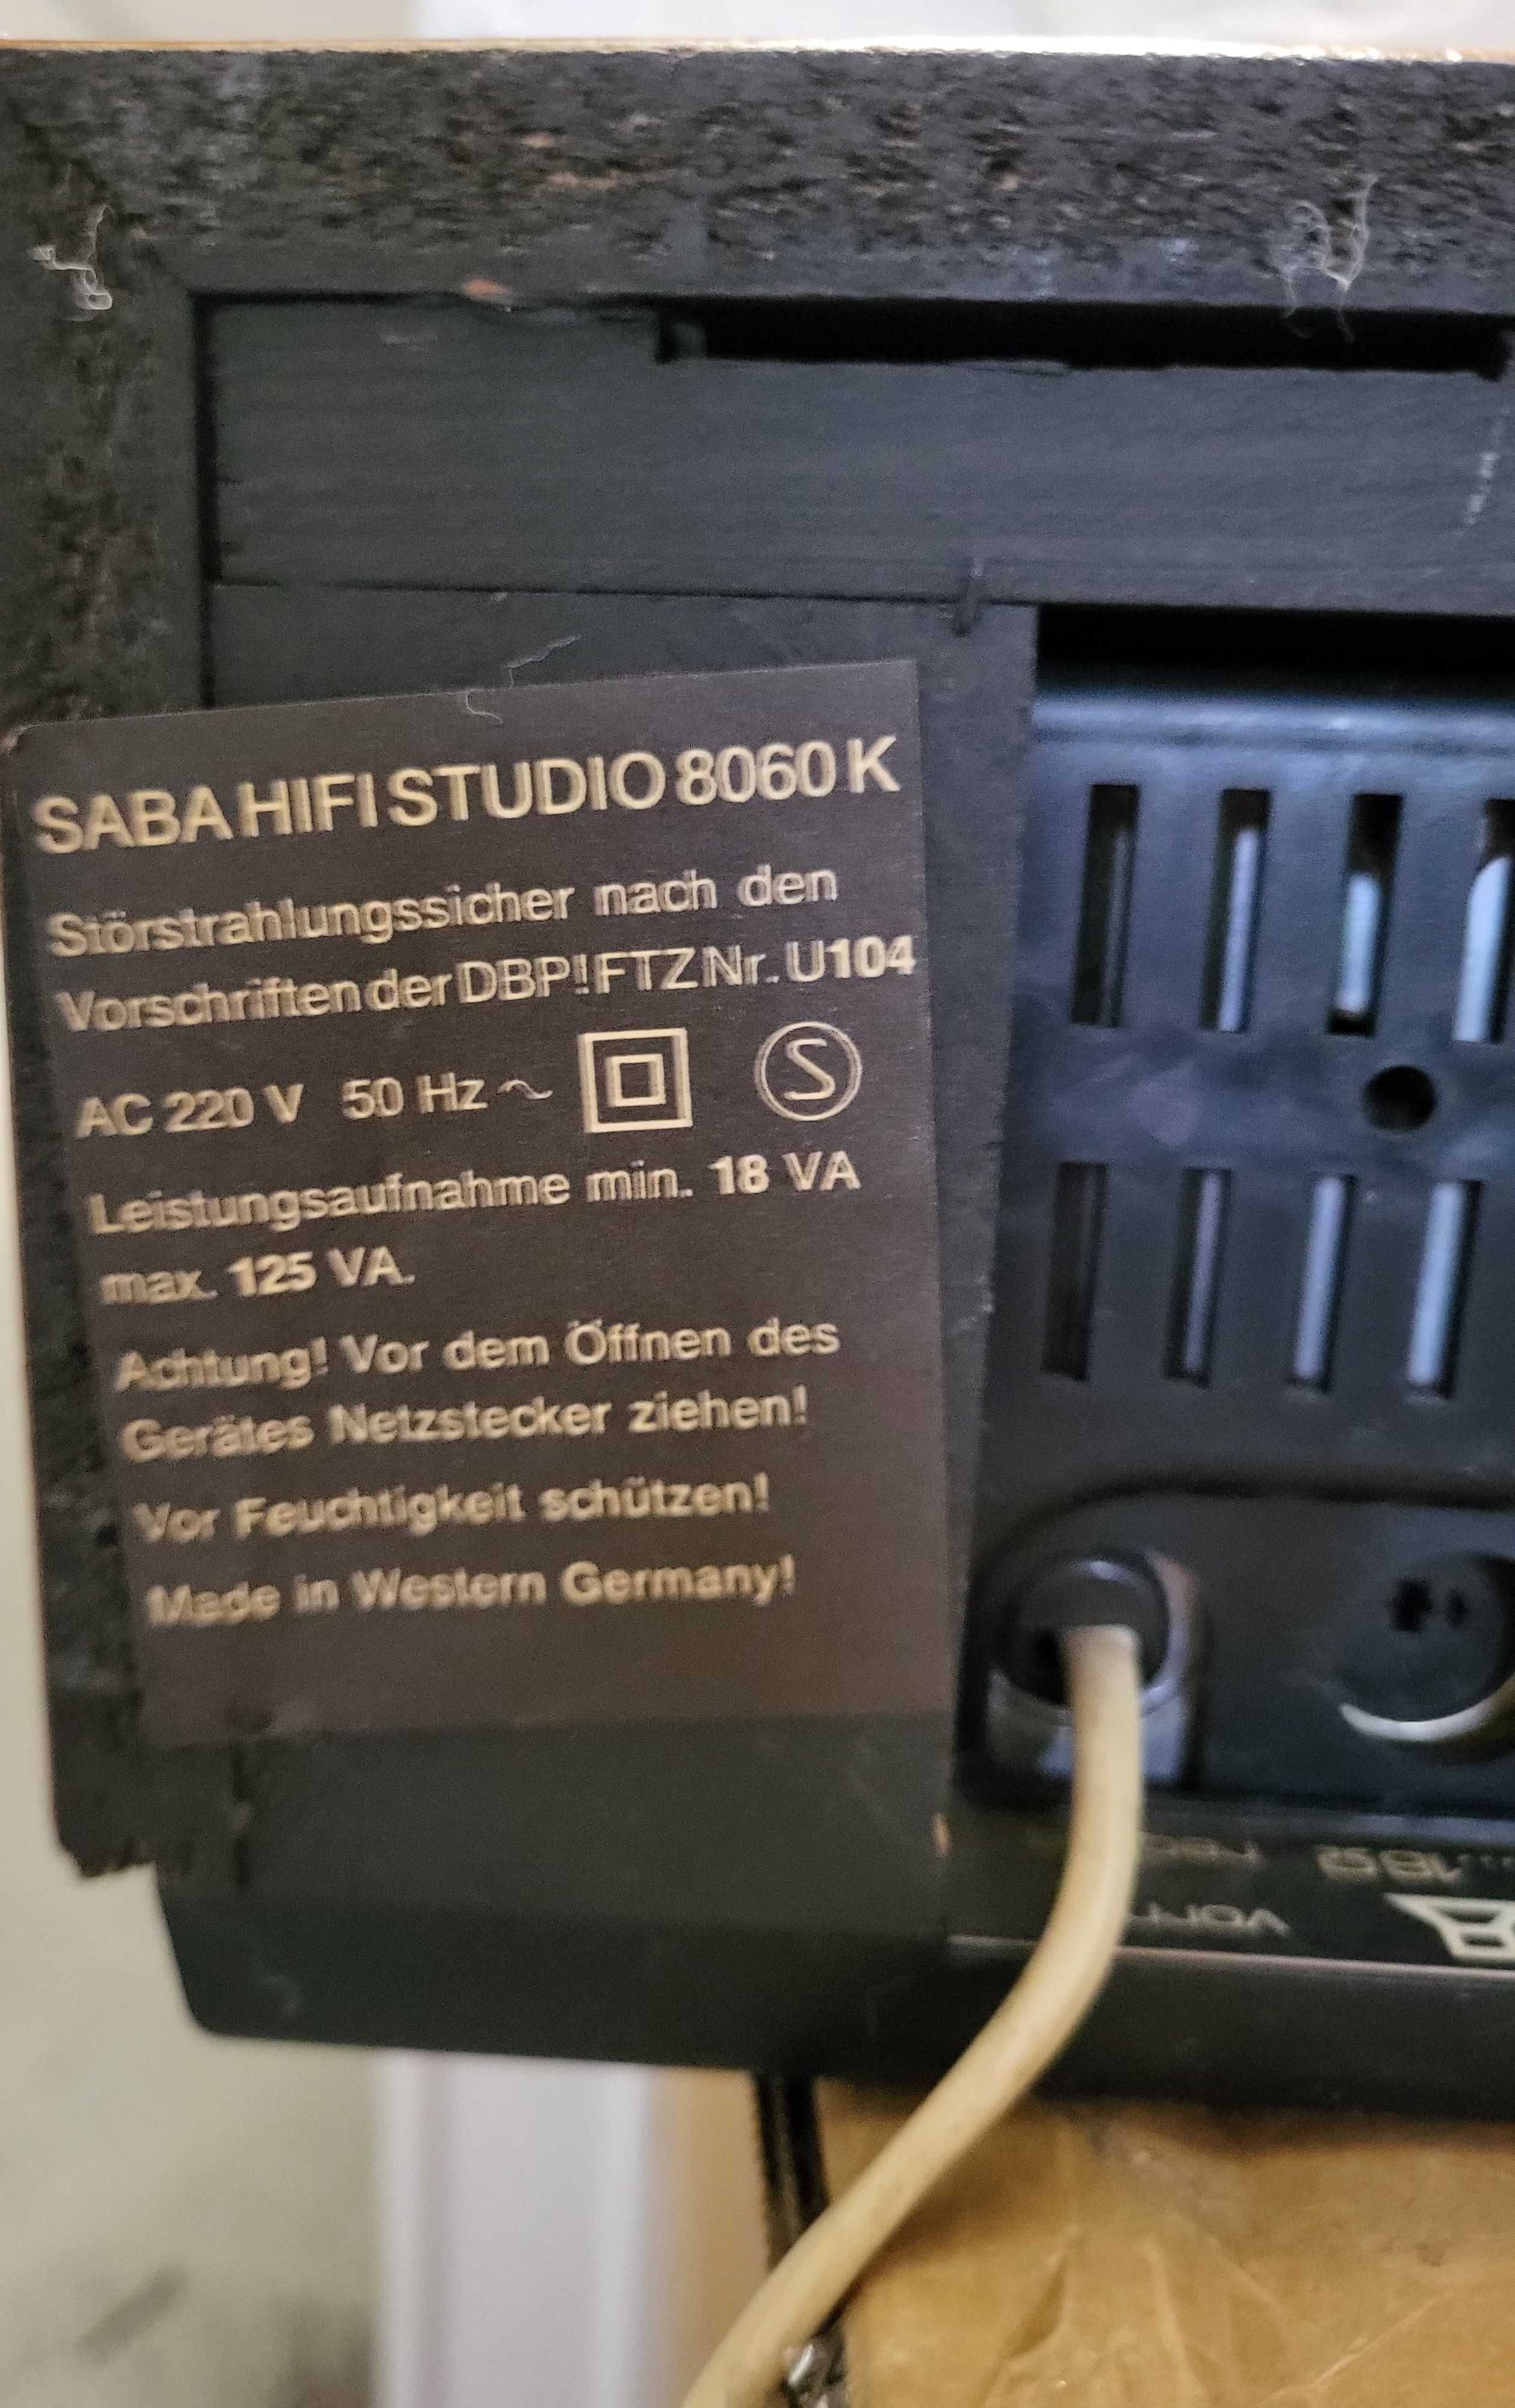 SABA HIFI STUDIO 8060 K
Störstrahlungssicher nach den
Vorschriften der DBP! FTZ Nr. U104
AC 220 V 50 Hz ~ S
Leistungsaufnahme min. 18 VA
max. 125 VA.
Achtung! Vor dem Öffnen des
Gerätes Netzstecker ziehen!
Vor Feuchtigkeit schützen!
Made in Western Germany!